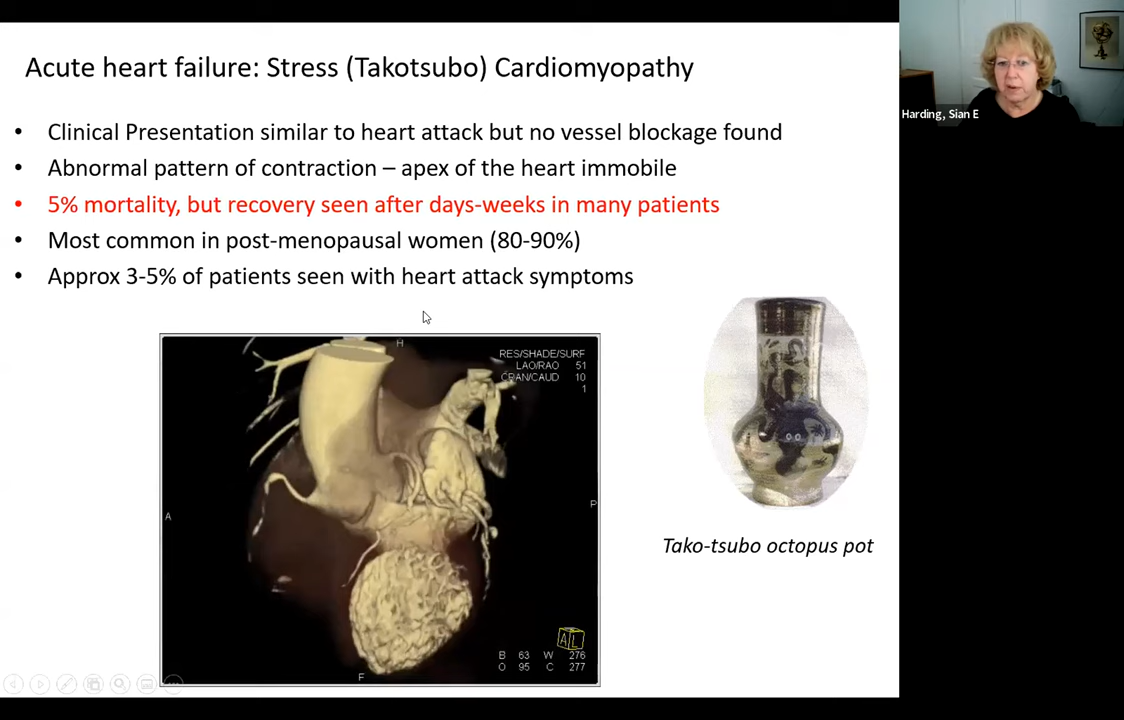 Acute heart failure: Stress (Takotsubo) Cardiomyopathy
• Clinical Presentation similar to heart attack but no vessel blockage found
• Abnormal pattern of contraction – apex of the heart immobile
• 5% mortality, but recovery seen after days-weeks in many patients
• Most common in post-menopausal women (80-90%)
• Approx 3-5% of patients seen with heart attack symptoms
Harding, Sian E
H
RES/SHADE/SURF
LAO/RAO 51
CRAN/CAUD 10
1
A
P
AL
B 63 W 276
O 95 C 277
F
Tako-tsubo octopus pot